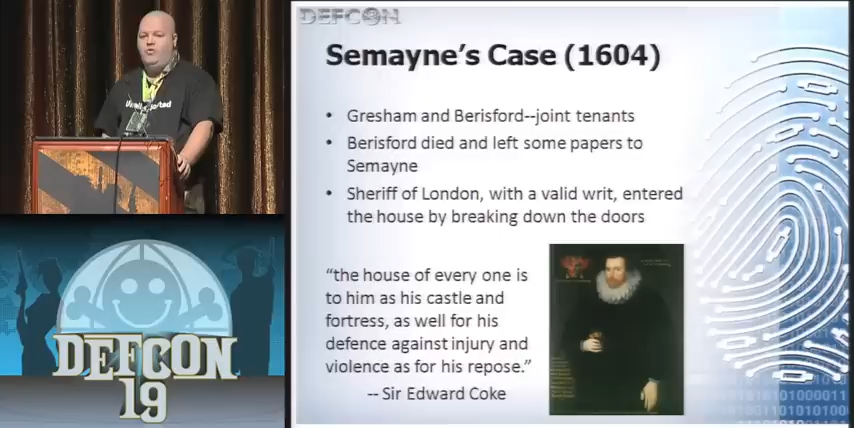 DEFCON
Semayne's Case (1604)
• Gresham and Berisford--joint tenants
• Berisford died and left some papers to
Semayne
• Sheriff of London, with a valid writ, entered
the house by breaking down the doors
"the house of every one is
to him as his castle and
fortress, as well for his
defence against injury and
violence as for his repose."
-- Sir Edward Coke
DEFCON
19